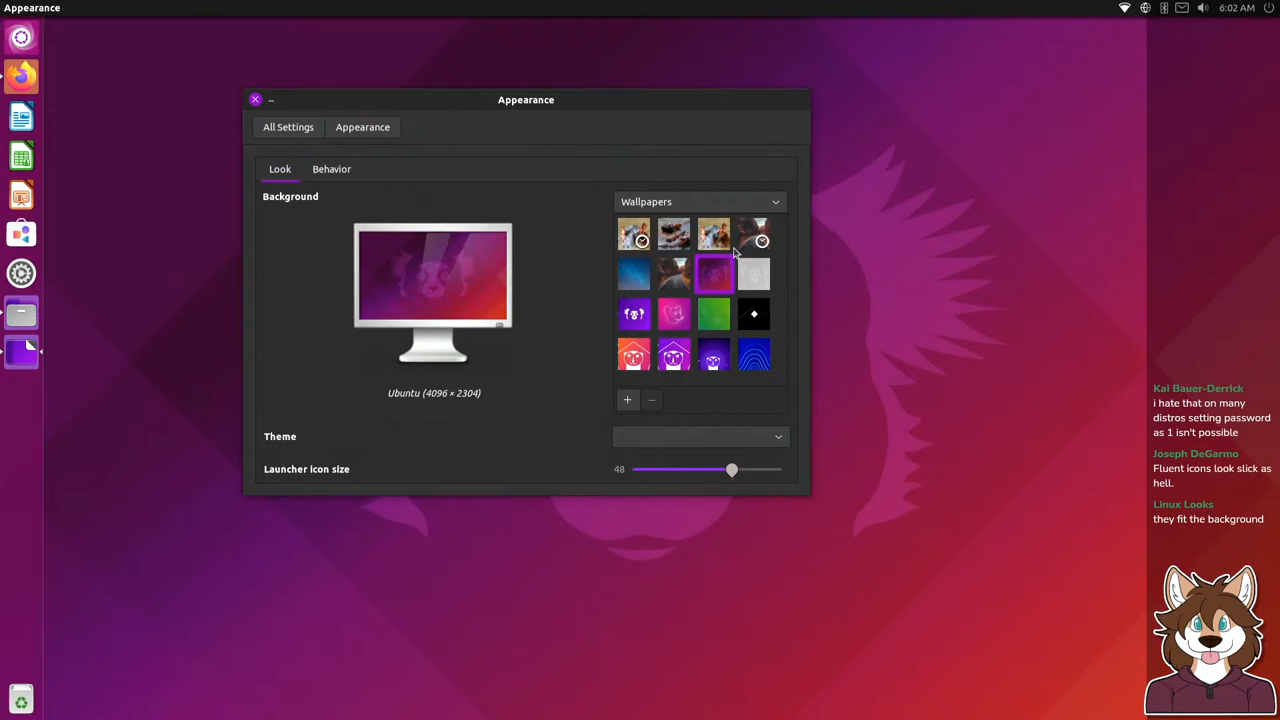 Appearance
6:02 AM
Appearance
All Settings
Appearance
Look
Behavior
Background
Wallpapers
Ubuntu (4096 × 2304)
Theme
Launcher icon size
48
Kai Bauer-Derrick
i hate that on many
distros setting password
as 1 isn't possible
Joseph DeGarmo
Fluent icons look slick as
hell.
Linux Looks
they fit the background